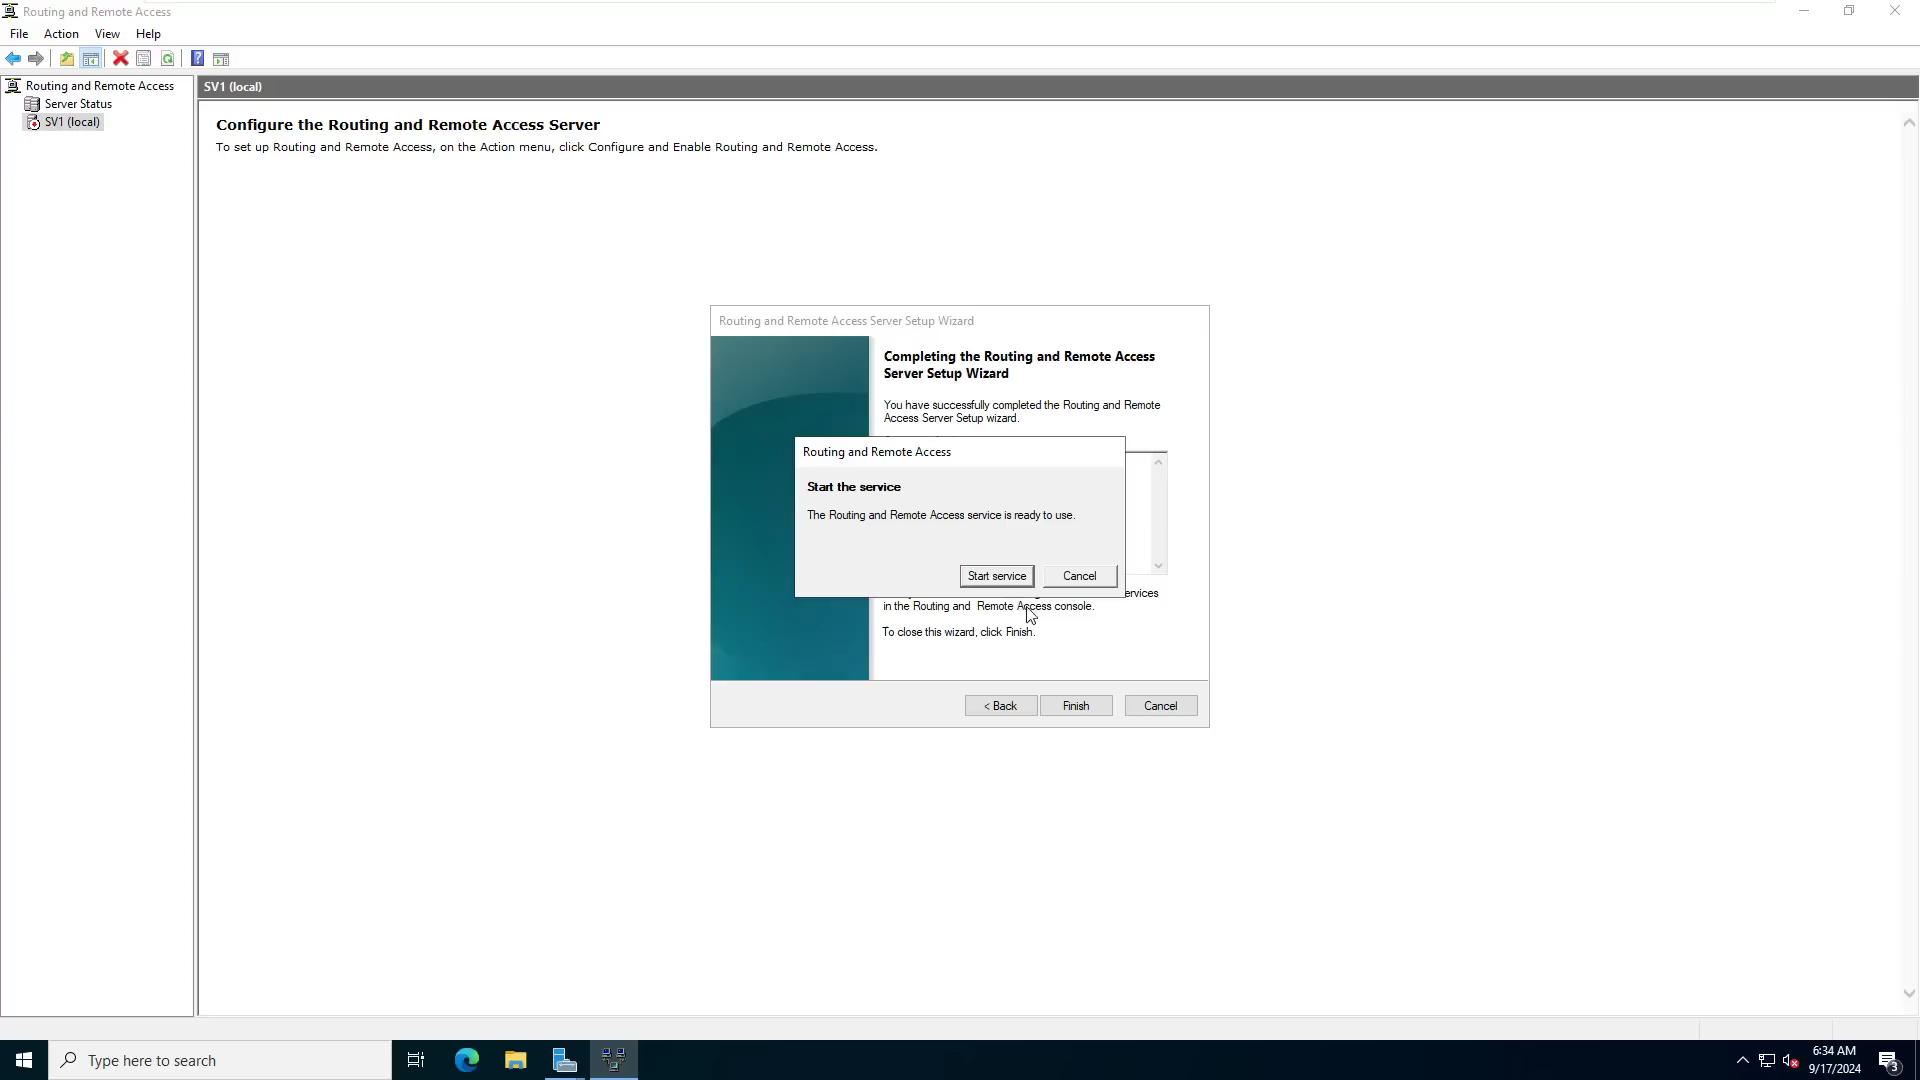 Routing and Remote Access
File Action View Help
Routing and Remote Access
Server Status
SV1 (local)
SV1 (local)
Configure the Routing and Remote Access Server
To set up Routing and Remote Access, on the Action menu, click Configure and Enable Routing and Remote Access.
Routing and Remote Access Server Setup Wizard
Completing the Routing and Remote Access
Server Setup Wizard
You have successfully completed the Routing and Remote
Access Server Setup wizard.
Routing and Remote Access
Start the service
The Routing and Remote Access service is ready to use.
Start service Cancel
ervices
in the Routing and Remote Access console.
To close this wizard, click Finish.
< Back Finish Cancel
Type here to search
6:34 AM
9/17/2024
3